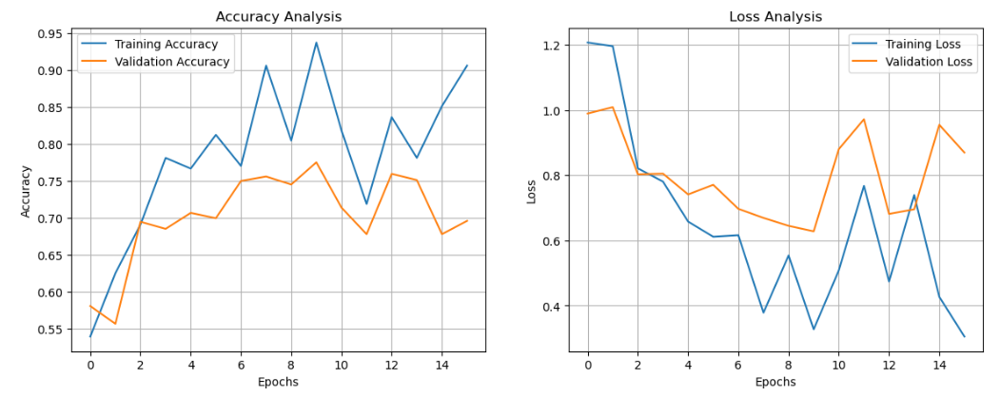 Accuracy Analysis
Training Accuracy
Validation Accuracy
0.95
0.90
0.85
0.80
0.75
0.70
0.65
0.60
0.55
Accuracy
0 2 4 6 8 10 12 14
Epochs
Loss Analysis
Training Loss
Validation Loss
1.2
1.0
0.8
0.6
0.4
Loss
0 2 4 6 8 10 12 14
Epochs